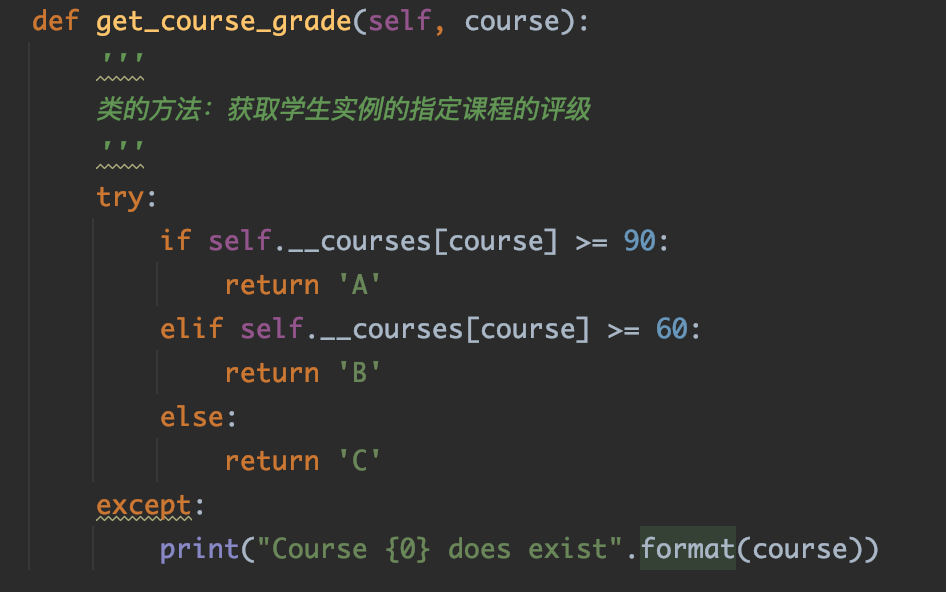 def get_course_grade(self, course):
'''
类的方法：获取学生实例的指定课程的评级
'''
try:
if self.__courses[course] >= 90:
return 'A'
elif self.__courses[course] >= 60:
return 'B'
else:
return 'C'
except:
print("Course {0} does exist".format(course))